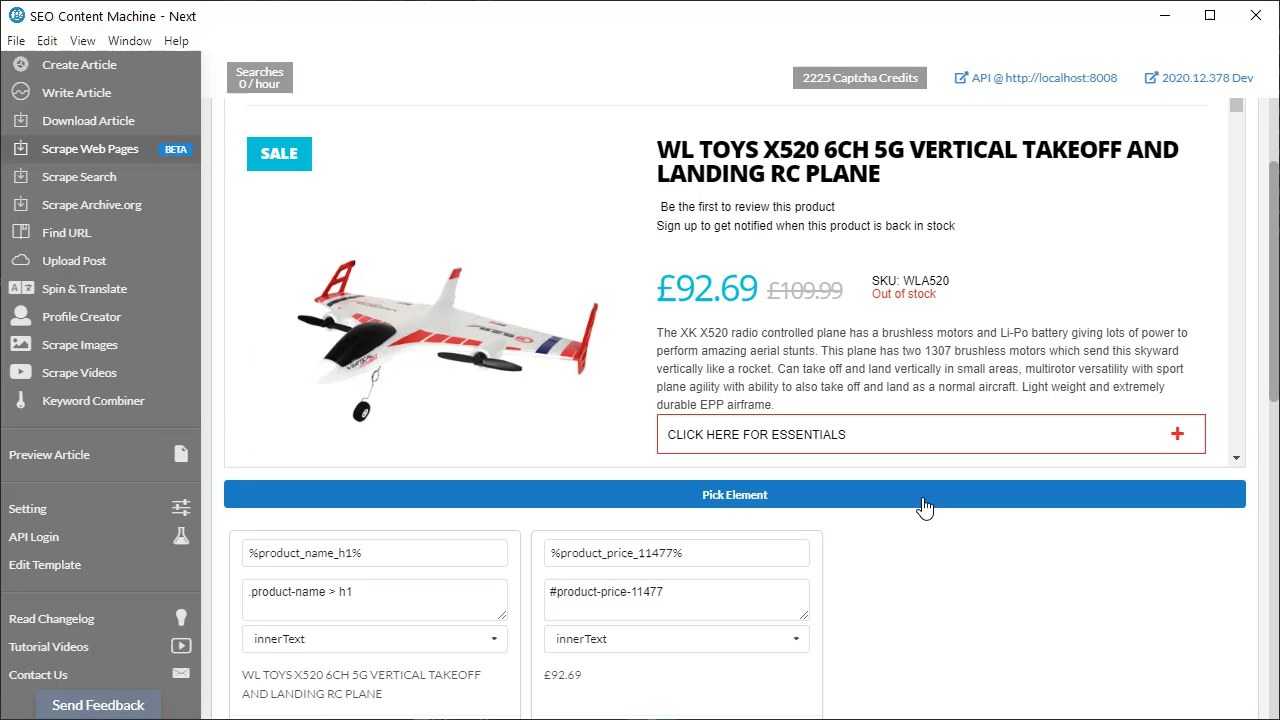 SEO Content Machine - Next
File Edit View Window Help
Create Article
Write Article
Download Article
Scrape Web Pages BETA
Scrape Search
Scrape Archive.org
Find URL
Upload Post
Spin & Translate
Profile Creator
Scrape Images
Scrape Videos
Keyword Combiner
Preview Article
Setting
API Login
Edit Template
Read Changelog
Tutorial Videos
Contact Us
Send Feedback
Searches
0 / hour
2225 Captcha Credits
API @ http://localhost:8008
2020.12.378 Dev
SALE
WL TOYS X520 6CH 5G VERTICAL TAKEOFF AND
LANDING RC PLANE
Be the first to review this product
Sign up to get notified when this product is back in stock
£92.69 £109.99
SKU: WLA520
Out of stock
The XK X520 radio controlled plane has a brushless motors and Li-Po battery giving lots of power to
perform amazing aerial stunts. This plane has two 1307 brushless motors which send this skyward
vertically like a rocket. Can take off and land vertically in small areas, multirotor versatility with sport
plane agility with ability to also take off and land as a normal aircraft. Light weight and extremely
durable EPP airframe.
CLICK HERE FOR ESSENTIALS +
Pick Element
%product_name_h1%
.product-name > h1
innerText
WL TOYS X520 6CH 5G VERTICAL TAKEOFF
AND LANDING RC PLANE
%product_price_11477%
#product-price-11477
innerText
£92.69